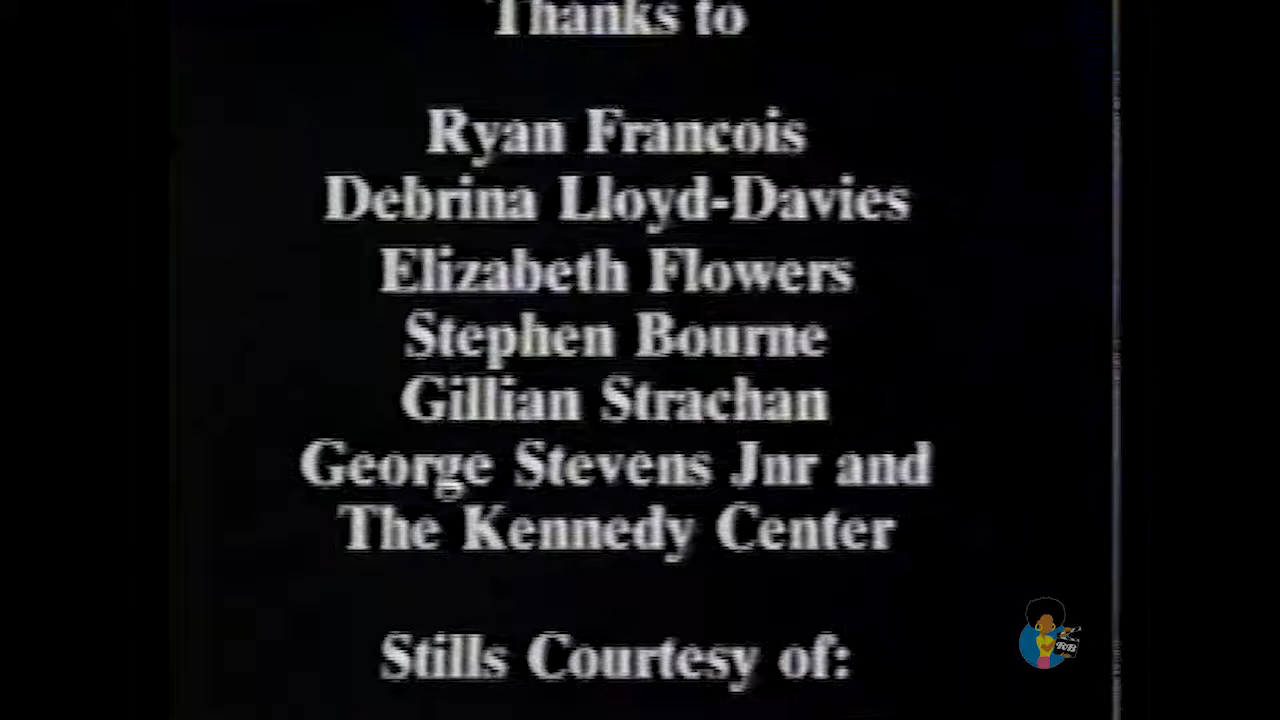 Thanks to
Ryan Francois
Debrina Lloyd-Davies
Elizabeth Flowers
Stephen Bourne
Gillian Strachan
George Stevens Jnr and
The Kennedy Center
Stills Courtesy of:
RB